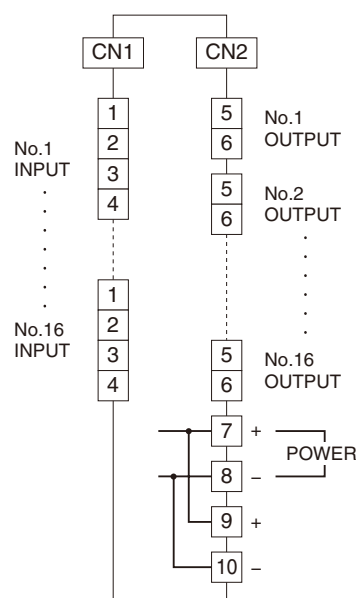 CN1 CN2
No.1
INPUT
1
2
3
4
No.16
INPUT
1
2
3
4
5
6
No.1
OUTPUT
5
6
No.2
OUTPUT
5
6
No.16
OUTPUT
7 +
8 −
POWER
9 +
10 −